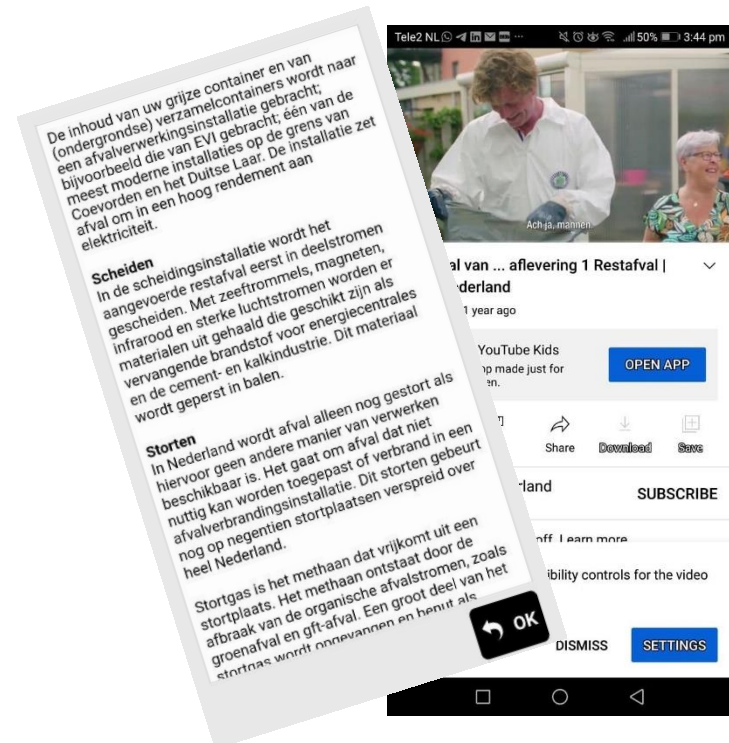 De inhoud van uw grijze container en van
(ondergrondse) verzamelcontainers wordt naar
een afvalverwerkingsinstallatie gebracht;
bijvoorbeeld die van EVI gebracht; één van de
meest moderne installaties op de grens van
Coevorden en het Duitse Laar. De installatie zet
afval om in een hoog rendement aan
elektriciteit.
Scheiden
In de scheidingsinstallatie wordt het
aangevoerde restafval eerst in deelstromen
gescheiden. Met zeeftrommels, magneten,
infrarood en sterke luchtstromen worden er
materialen uit gehaald die geschikt zijn als
vervangende brandstof voor energiecentrales
en de cement- en kalkindustrie. Dit materiaal
wordt geperst in balen.
Storten
In Nederland wordt afval alleen nog gestort als
hiervoor geen andere manier van verwerken
beschikbaar is. Het gaat om afval dat niet
nuttig kan worden toegepast of verbrand in een
afvalverbrandingsinstallatie. Dit storten gebeurt
nog op negentien stortplaatsen verspreid over
heel Nederland.
Stortgas is het methaan dat vrijkomt uit een
stortplaats. Het methaan ontstaat door de
afbraak van de organische afvalstromen, zoals
groenafval en gft-afval. Een groot deel van het
stortgas wordt opgevangen en benut als
OK
Tele2 NL 50% 3:44 pm
Ach ja, mannen
al van ... aflevering 1 Restafval |
derland
1 year ago
YouTube Kids
pp made just for
en.
OPEN APP
Share Download Save
rland SUBSCRIBE
off. Learn more
ibility controls for the video
DISMISS SETTINGS